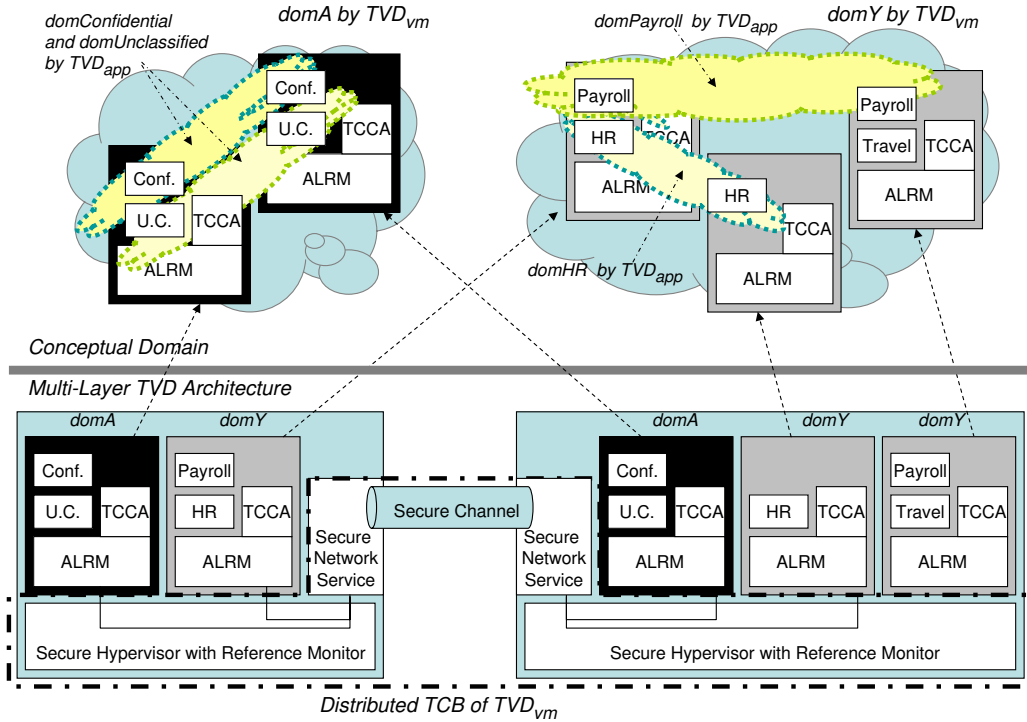 domA by TVDvm
domConfidential
and domUnclassified
by TVDapp
Conf.
U.C.
TCCA
ALRM
Conf.
U.C.
TCCA
ALRM
domPayroll by TVDapp
domY by TVDvm
Payroll
HR
TCCA
ALRM
HR
TCCA
ALRM
Payroll
Travel
TCCA
ALRM
domHR by TVDapp
Conceptual Domain
Multi-Layer TVD Architecture
domA
domY
Conf.
U.C.
TCCA
ALRM
Payroll
HR
TCCA
ALRM
Secure
Network
Service
Secure Channel
Secure Hypervisor with Reference Monitor
domA
domY
domY
Secure
Network
Service
Conf.
U.C.
TCCA
ALRM
HR
TCCA
ALRM
Payroll
Travel
TCCA
ALRM
Secure Hypervisor with Reference Monitor
Distributed TCB of TVDvm